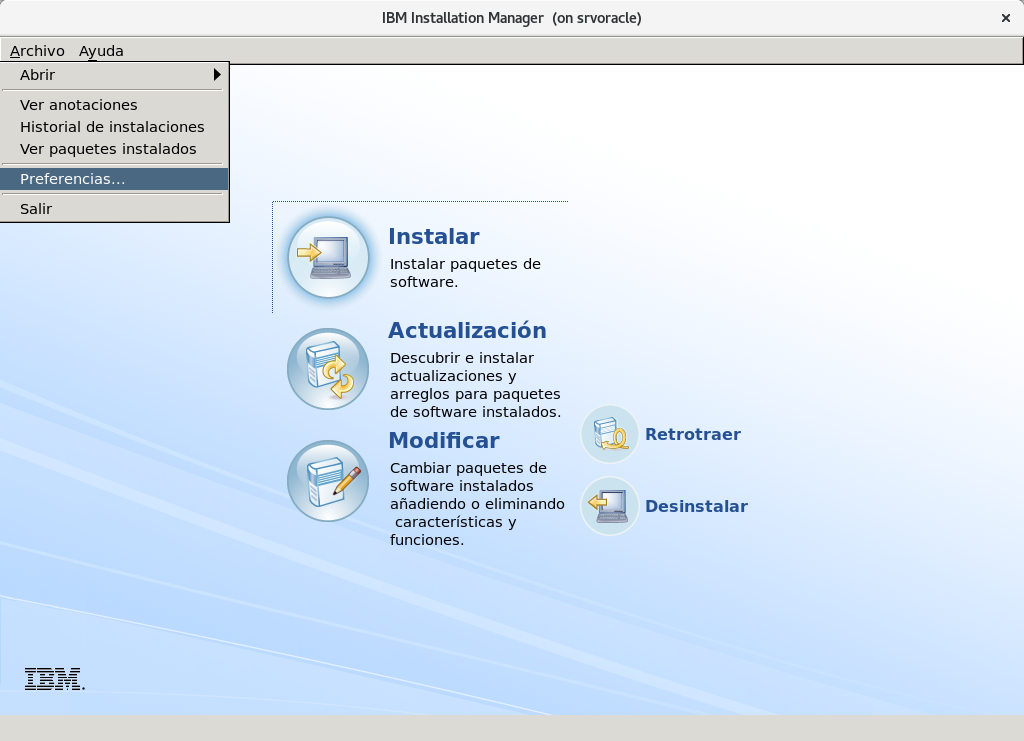 IBM Installation Manager (on srvoracle)
Archivo Ayuda
Abrir
Ver anotaciones
Historial de instalaciones
Ver paquetes instalados
Preferencias...
Salir
Instalar
Instalar paquetes de
software.
Actualización
Descubrir e instalar
actualizaciones y
arreglos para paquetes
de software instalados.
Modificar
Cambiar paquetes de
software instalados
añadiendo o eliminando
características y
funciones.
Retrotraer
Desinstalar
IBM.